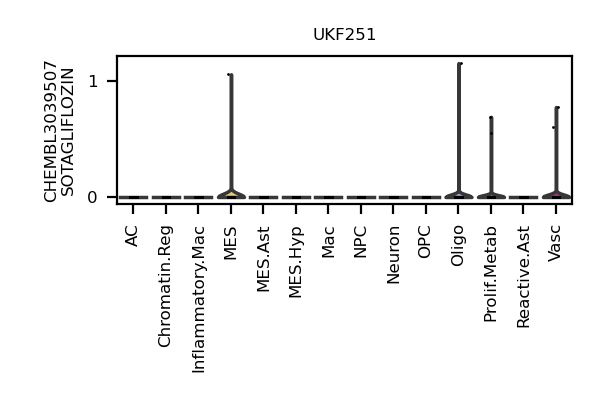 UKF251
CHEMBL3039507
SOTAGLIFLOZIN
1
0
AC
Chromatin.Reg
Inflammatory.Mac
MES
MES.Ast
MES.Hyp
Mac
NPC
Neuron
OPC
Oligo
Prolif.Metab
Reactive.Ast
Vasc